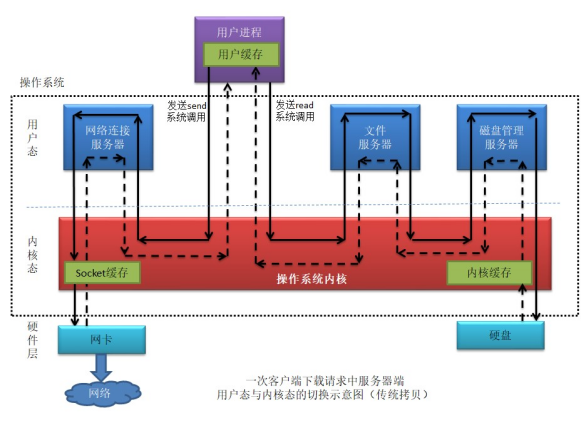 用户进程
用户缓存
操作系统
发送send
系统调用
发送read
系统调用
用户态
网络连接
服务器
文件
服务器
磁盘管理
服务器
内核态
Socket缓存
操作系统内核
内核缓存
硬件层
网卡
硬盘
网络
一次客户端下载请求中服务器端
用户态与内核态的切换示意图（传统拷贝）